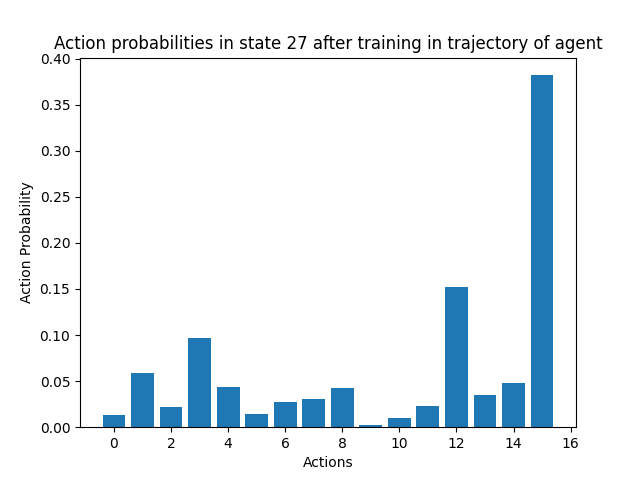 Action probabilities in state 27 after training in trajectory of agent
0.40
0.35
0.30
0.25
0.20
0.15
0.10
0.05
0.00
Action Probability
0 2 4 6 8 10 12 14 16
Actions